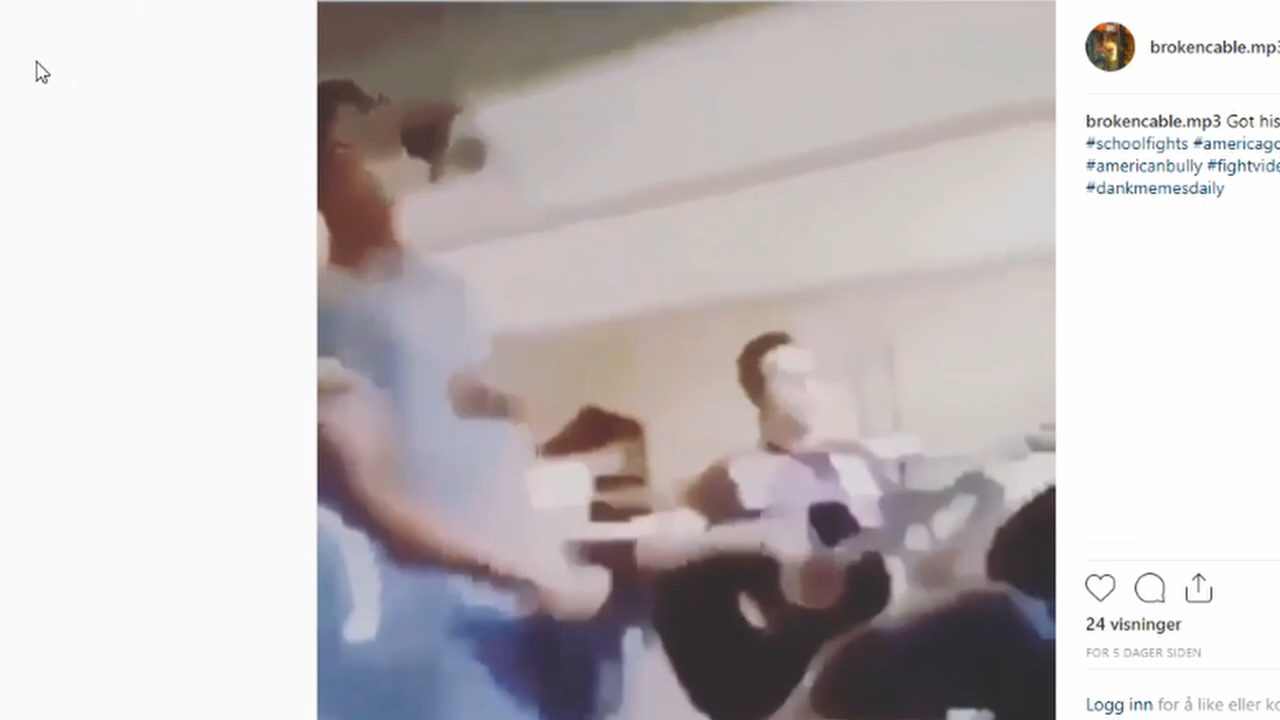 brokencable.mp3
brokencable.mp3 Got his
#schoolfights
#americanbully
#dankmemesdaily
24 visninger
FOR 5 DAGER SIDEN
Logg inn for å like eller